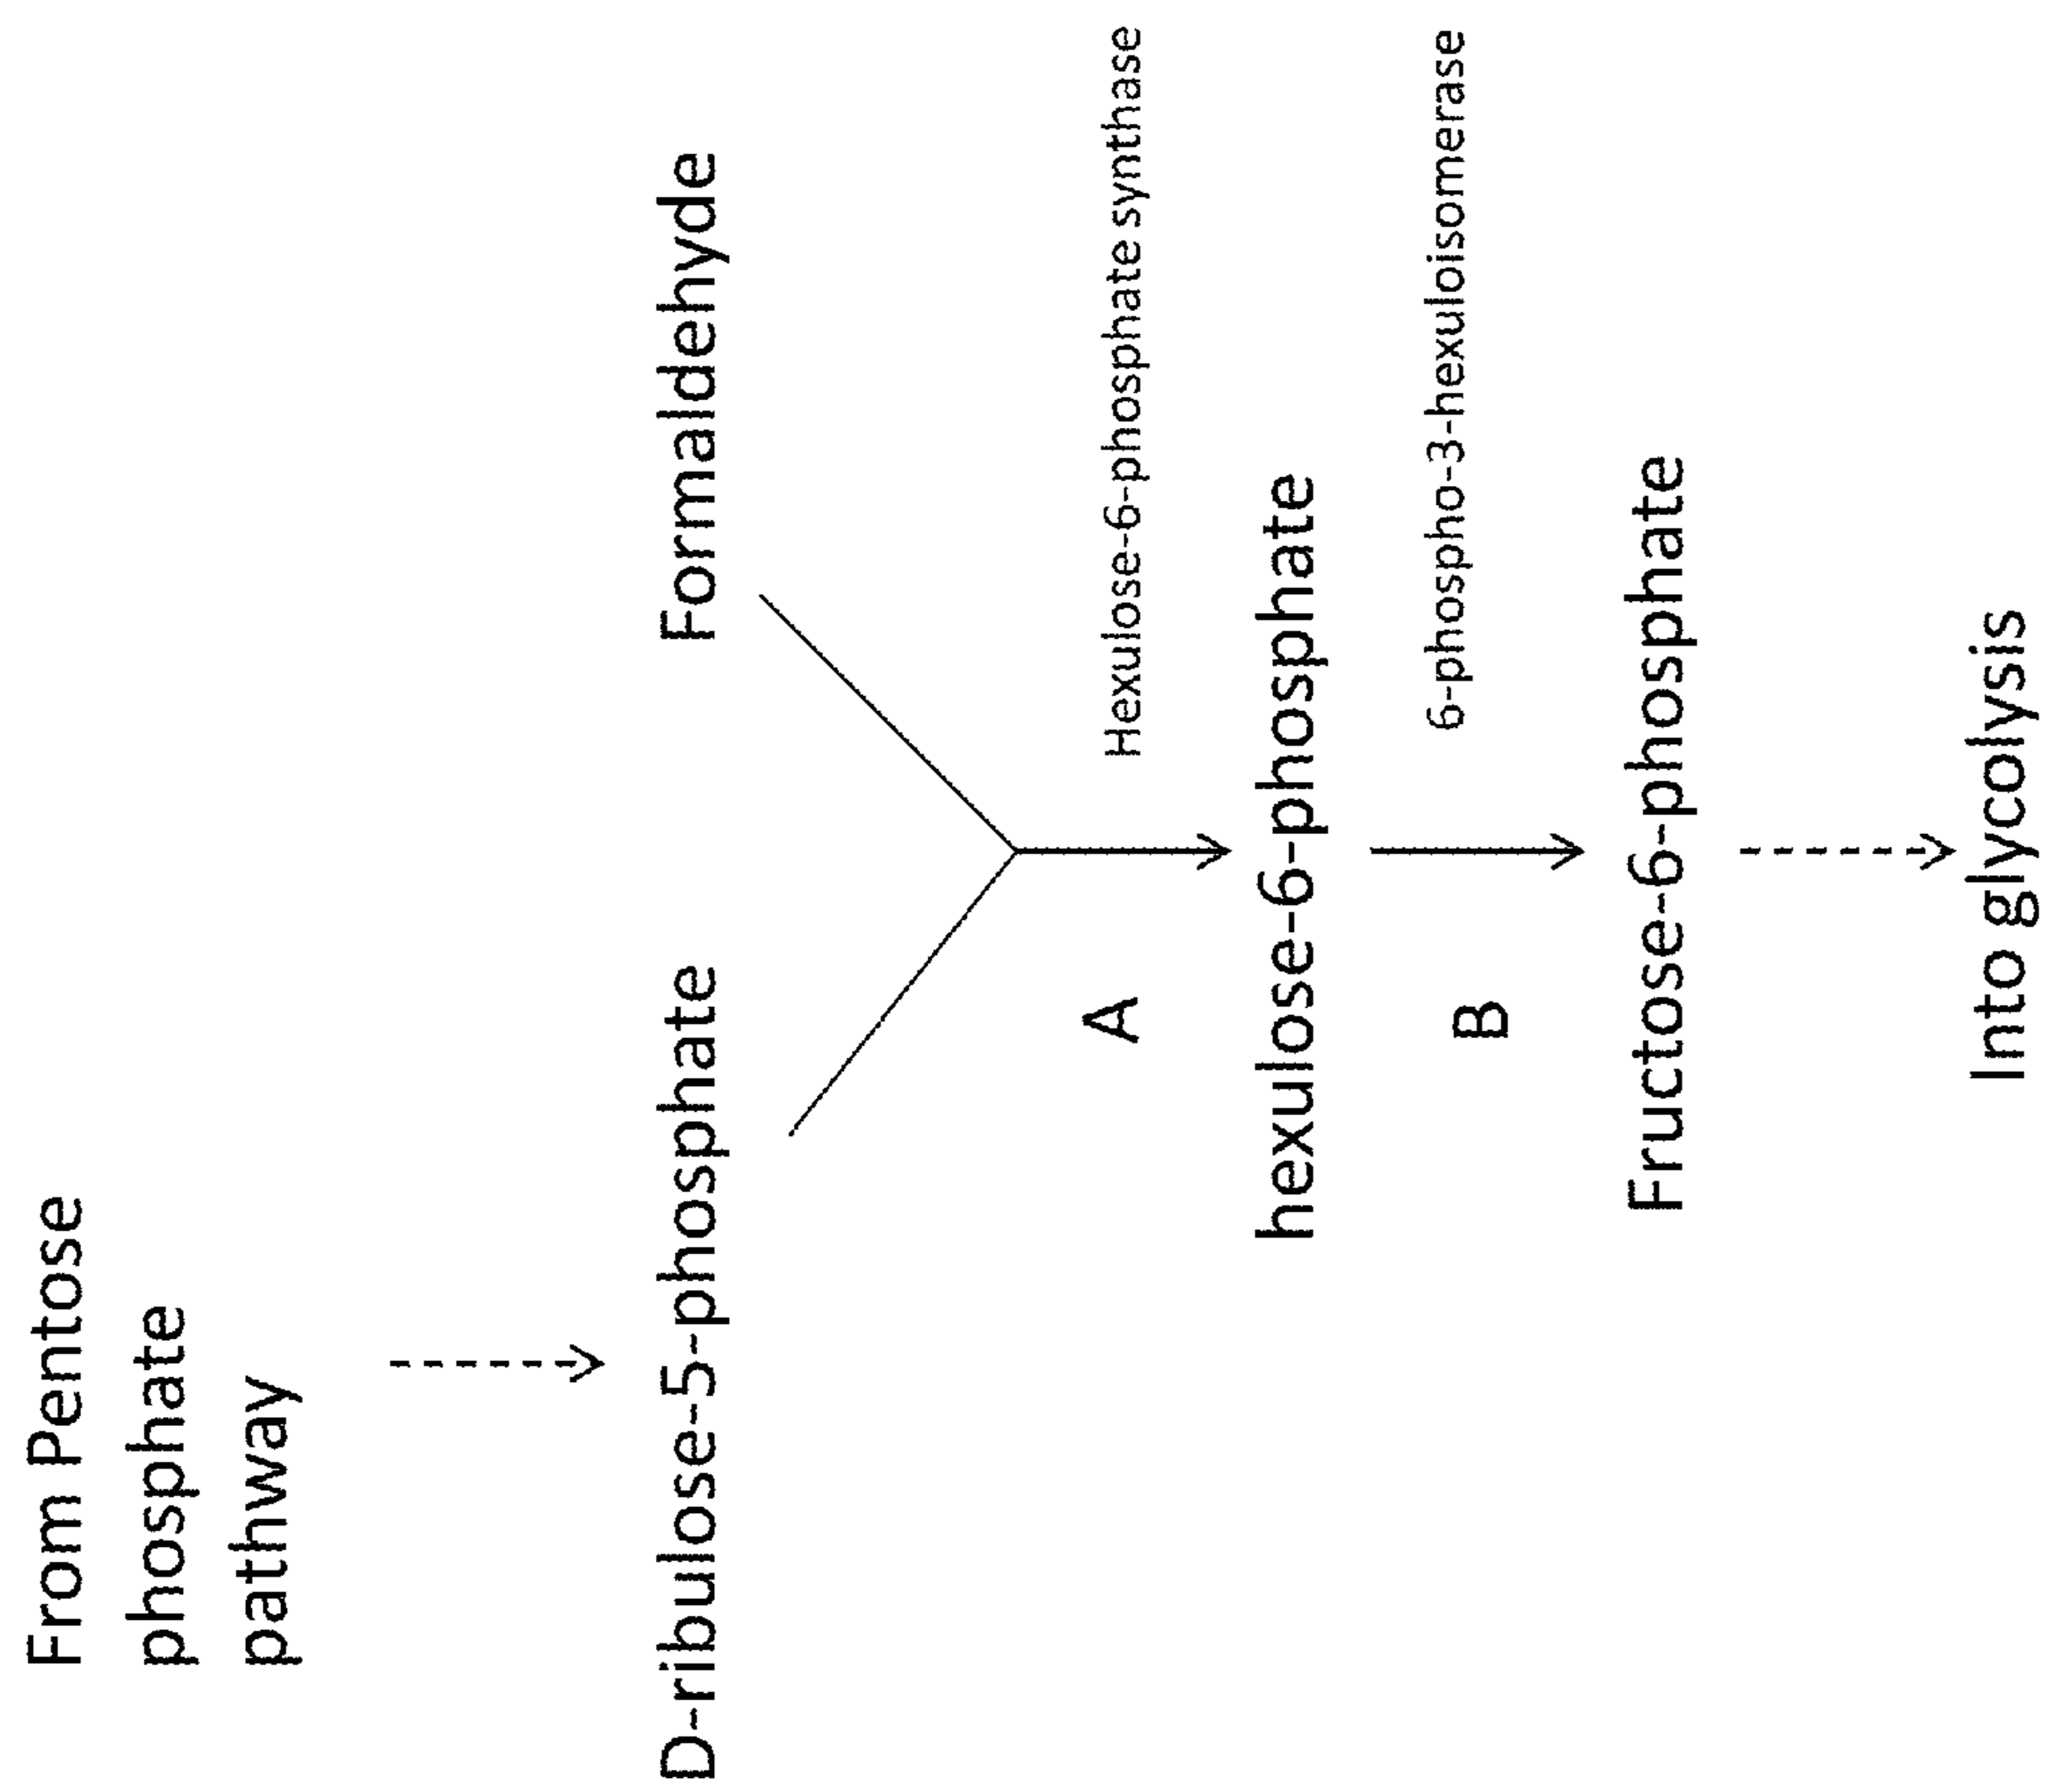 From Pentose
phosphate
pathway
D-ribulose-5-phosphate
Formaldehyde
A
Hexulose-6-phosphate synthase
hexulose-6-phosphate
B
6-phospho-3-hexuloisomerase
Fructose-6-phosphate
Into glycolysis